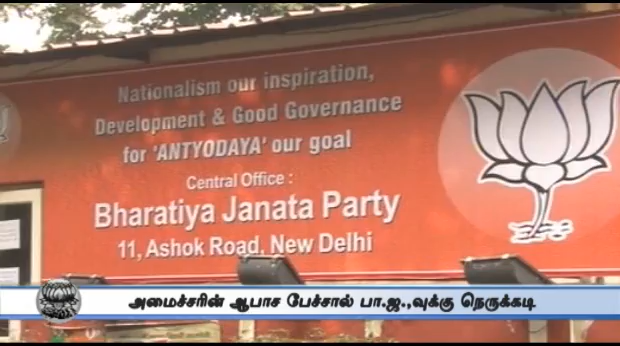 Nationalism our inspiration,
Development & Good Governance
for 'ANTYODAYA' our goal
Central Office :
Bharatiya Janata Party
11, Ashok Road, New Delhi
அமைச்சரின் ஆபாச பேச்சால் பா.ஜ.,வுக்கு நெருக்கடி